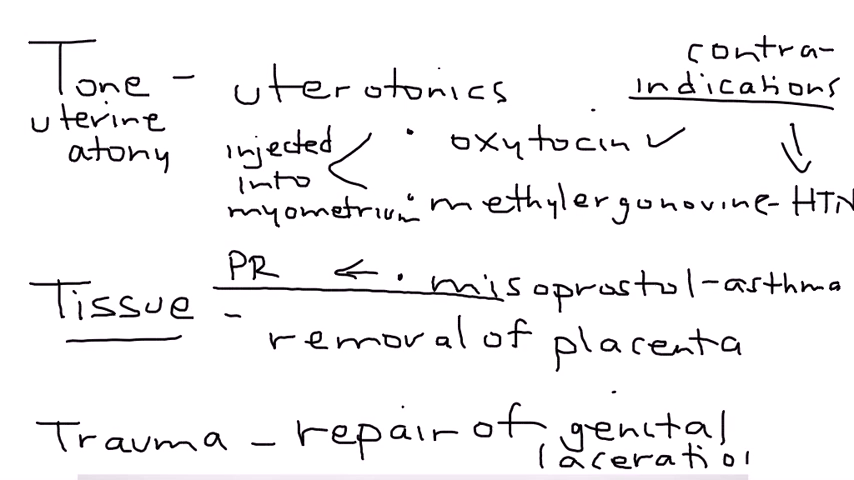 Tone - uterotonics
contra-
indications
uterine
atony
injected
into
myometrium
• oxytocin ✓
• methylergonovine - HTN
PR ← • misoprostol - asthma
Tissue - removal of placenta
Trauma - repair of genital
laceration